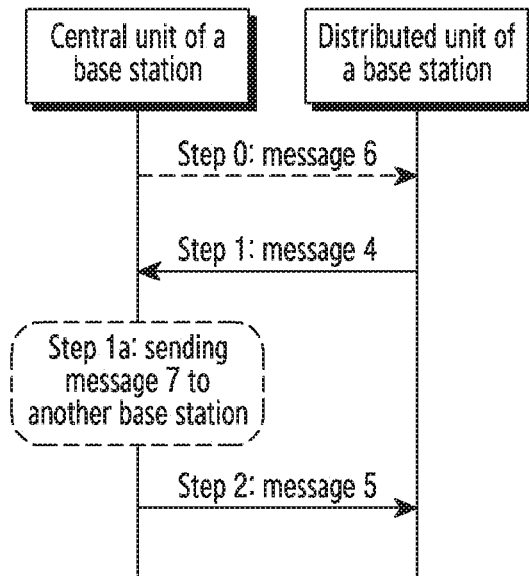 Central unit of a
base station
Distributed unit of
a base station
Step 0: message 6
Step 1: message 4
Step 1a: sending
message 7 to
another base station
Step 2: message 5